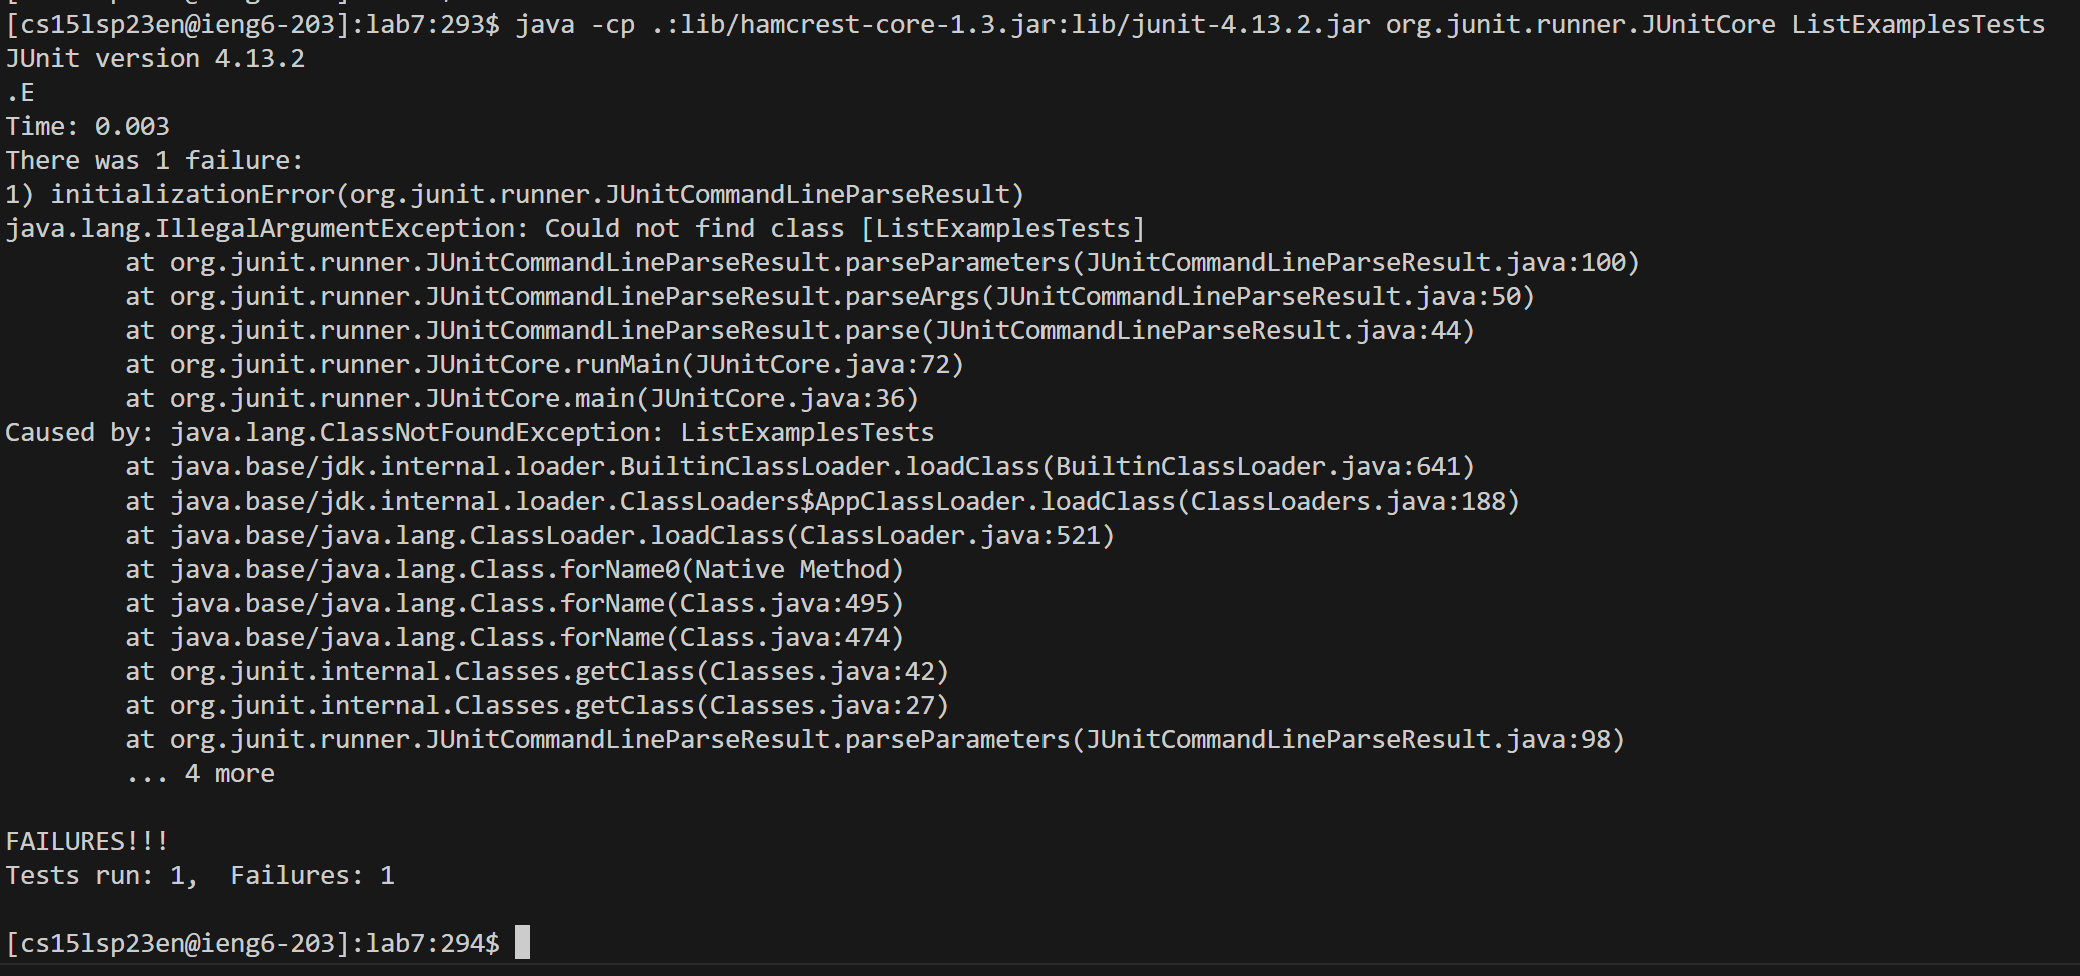 [cs15lsp23en@ieng6-203]:lab7:293$ java -cp .:lib/hamcrest-core-1.3.jar:lib/junit-4.13.2.jar org.junit.runner.JUnitCore ListExamplesTests
JUnit version 4.13.2
.E
Time: 0.003
There was 1 failure:
1) initializationError(org.junit.runner.JUnitCommandLineParseResult)
java.lang.IllegalArgumentException: Could not find class [ListExamplesTests]
        at org.junit.runner.JUnitCommandLineParseResult.parseParameters(JUnitCommandLineParseResult.java:100)
        at org.junit.runner.JUnitCommandLineParseResult.parseArgs(JUnitCommandLineParseResult.java:50)
        at org.junit.runner.JUnitCommandLineParseResult.parse(JUnitCommandLineParseResult.java:44)
        at org.junit.runner.JUnitCore.runMain(JUnitCore.java:72)
        at org.junit.runner.JUnitCore.main(JUnitCore.java:36)
Caused by: java.lang.ClassNotFoundException: ListExamplesTests
        at java.base/jdk.internal.loader.BuiltinClassLoader.loadClass(BuiltinClassLoader.java:641)
        at java.base/jdk.internal.loader.ClassLoaders$AppClassLoader.loadClass(ClassLoaders.java:188)
        at java.base/java.lang.ClassLoader.loadClass(ClassLoader.java:521)
        at java.base/java.lang.Class.forName0(Native Method)
        at java.base/java.lang.Class.forName(Class.java:495)
        at java.base/java.lang.Class.forName(Class.java:474)
        at org.junit.internal.Classes.getClass(Classes.java:42)
        at org.junit.internal.Classes.getClass(Classes.java:27)
        at org.junit.runner.JUnitCommandLineParseResult.parseParameters(JUnitCommandLineParseResult.java:98)
        ... 4 more

FAILURES!!!
Tests run: 1,  Failures: 1

[cs15lsp23en@ieng6-203]:lab7:294$